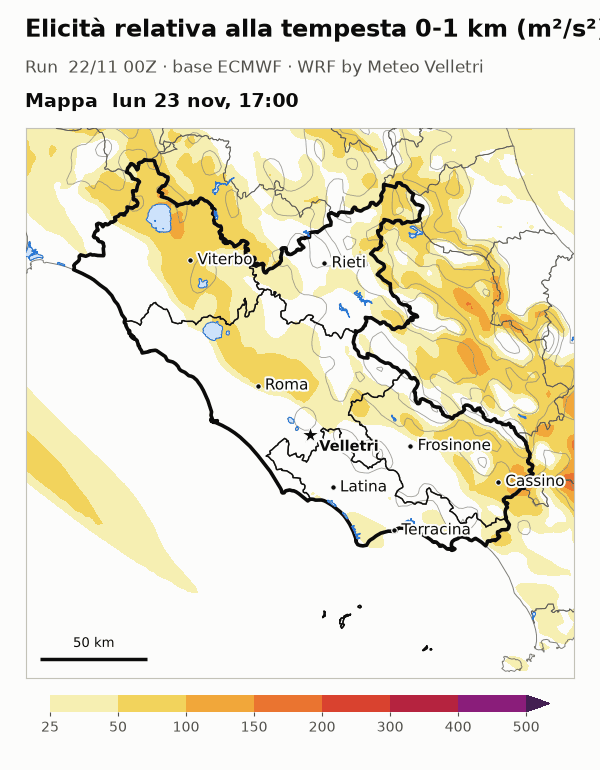 Elicità relativa alla tempesta 0-1 km (m²/s²)
Run 22/11 00Z · base ECMWF · WRF by Meteo Velletri
Mappa lun 23 nov, 17:00
Viterbo
Rieti
Roma
Velletri
Frosinone
Latina
Cassino
Terracina
50 km
25 50 100 150 200 300 400 500